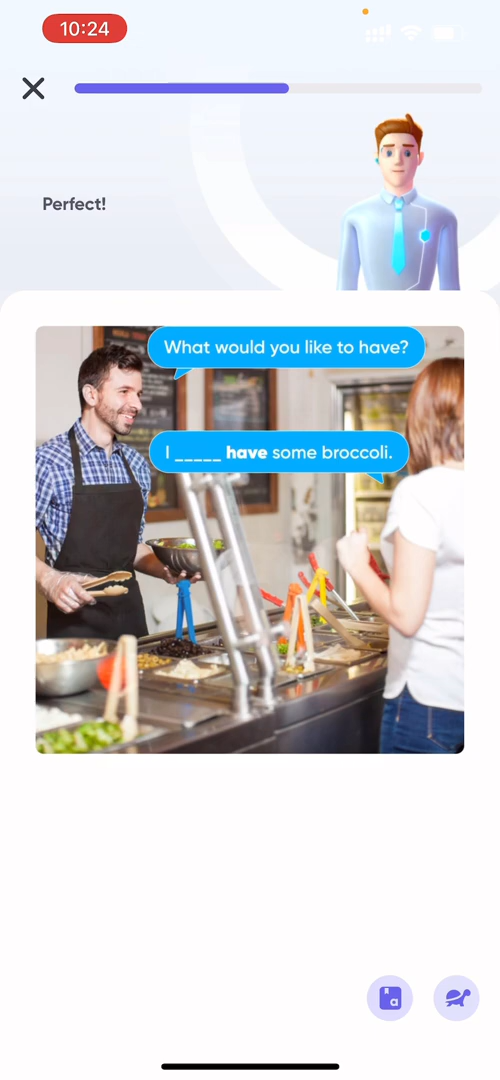 10:24
Perfect!
What would you like to have?
I _____ have some broccoli.
a